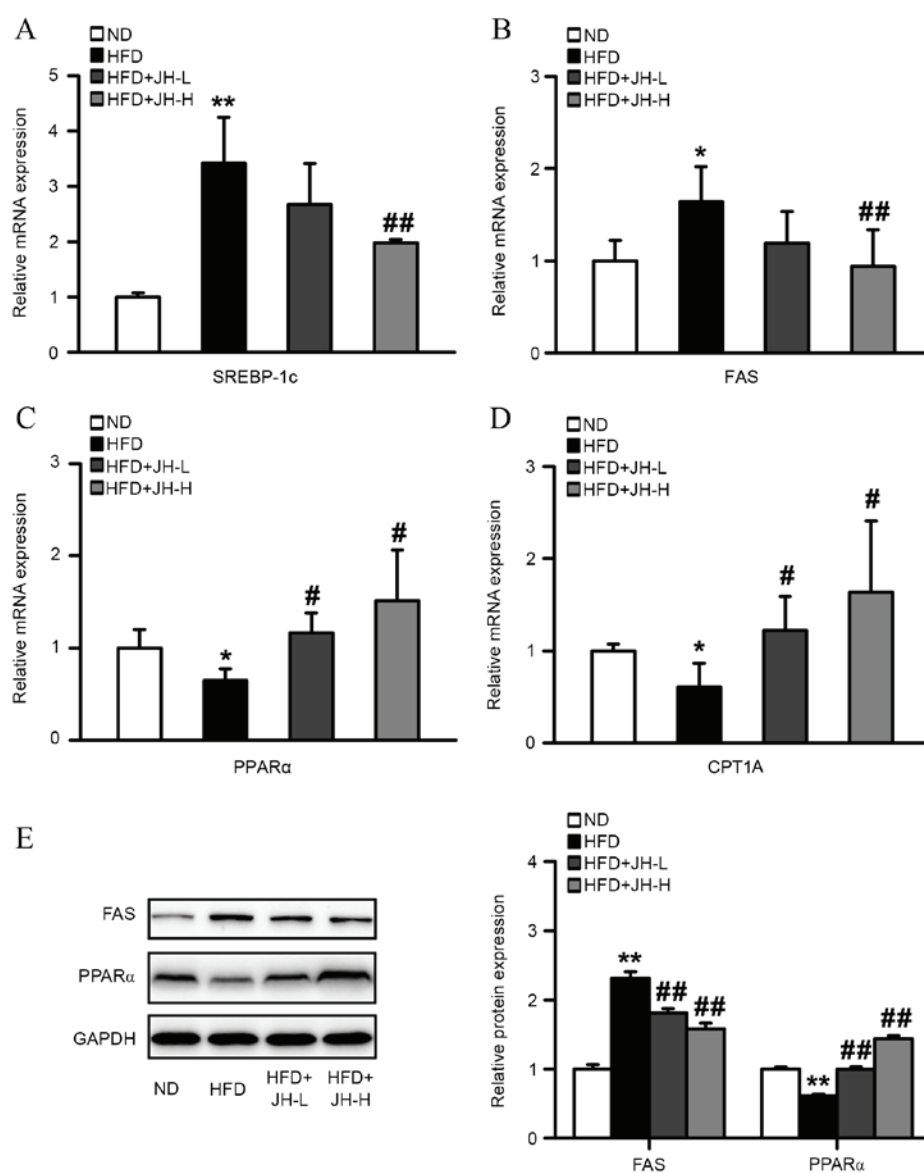 A
ND
HFD
HFD+JH-L
HFD+JH-H
Relative mRNA expression
6
5
4
3
2
1
0
**
##
SREBP-1c
B
ND
HFD
HFD+JH-L
HFD+JH-H
Relative mRNA expression
3
2
1
0
*
##
FAS
C
ND
HFD
HFD+JH-L
HFD+JH-H
Relative mRNA expression
3
2
1
0
*
#
#
PPARα
D
ND
HFD
HFD+JH-L
HFD+JH-H
Relative mRNA expression
3
2
1
0
*
#
#
CPT1A
E
FAS
PPARα
GAPDH
ND
HFD
HFD+
JH-L
HFD+
JH-H
ND
HFD
HFD+JH-L
HFD+JH-H
Relative protein expression
4
3
2
1
0
**
##
##
**
##
##
FAS
PPARα